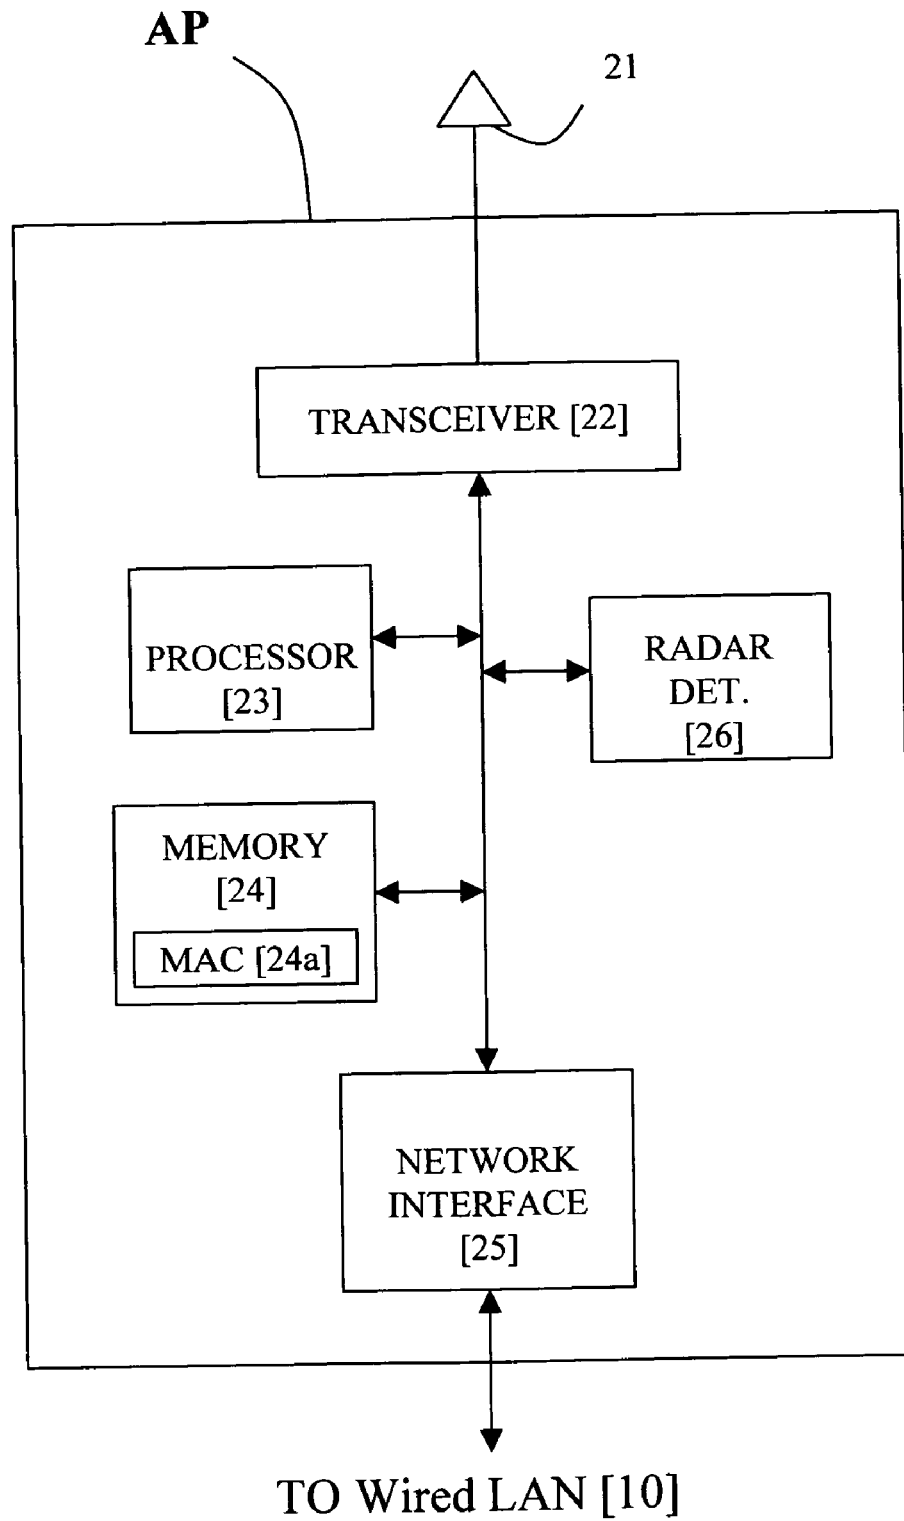 AP
21
TRANSCEIVER [22]
PROCESSOR
[23]
RADAR
DET.
[26]
MEMORY
[24]
MAC [24a]
NETWORK
INTERFACE
[25]
TO Wired LAN [10]